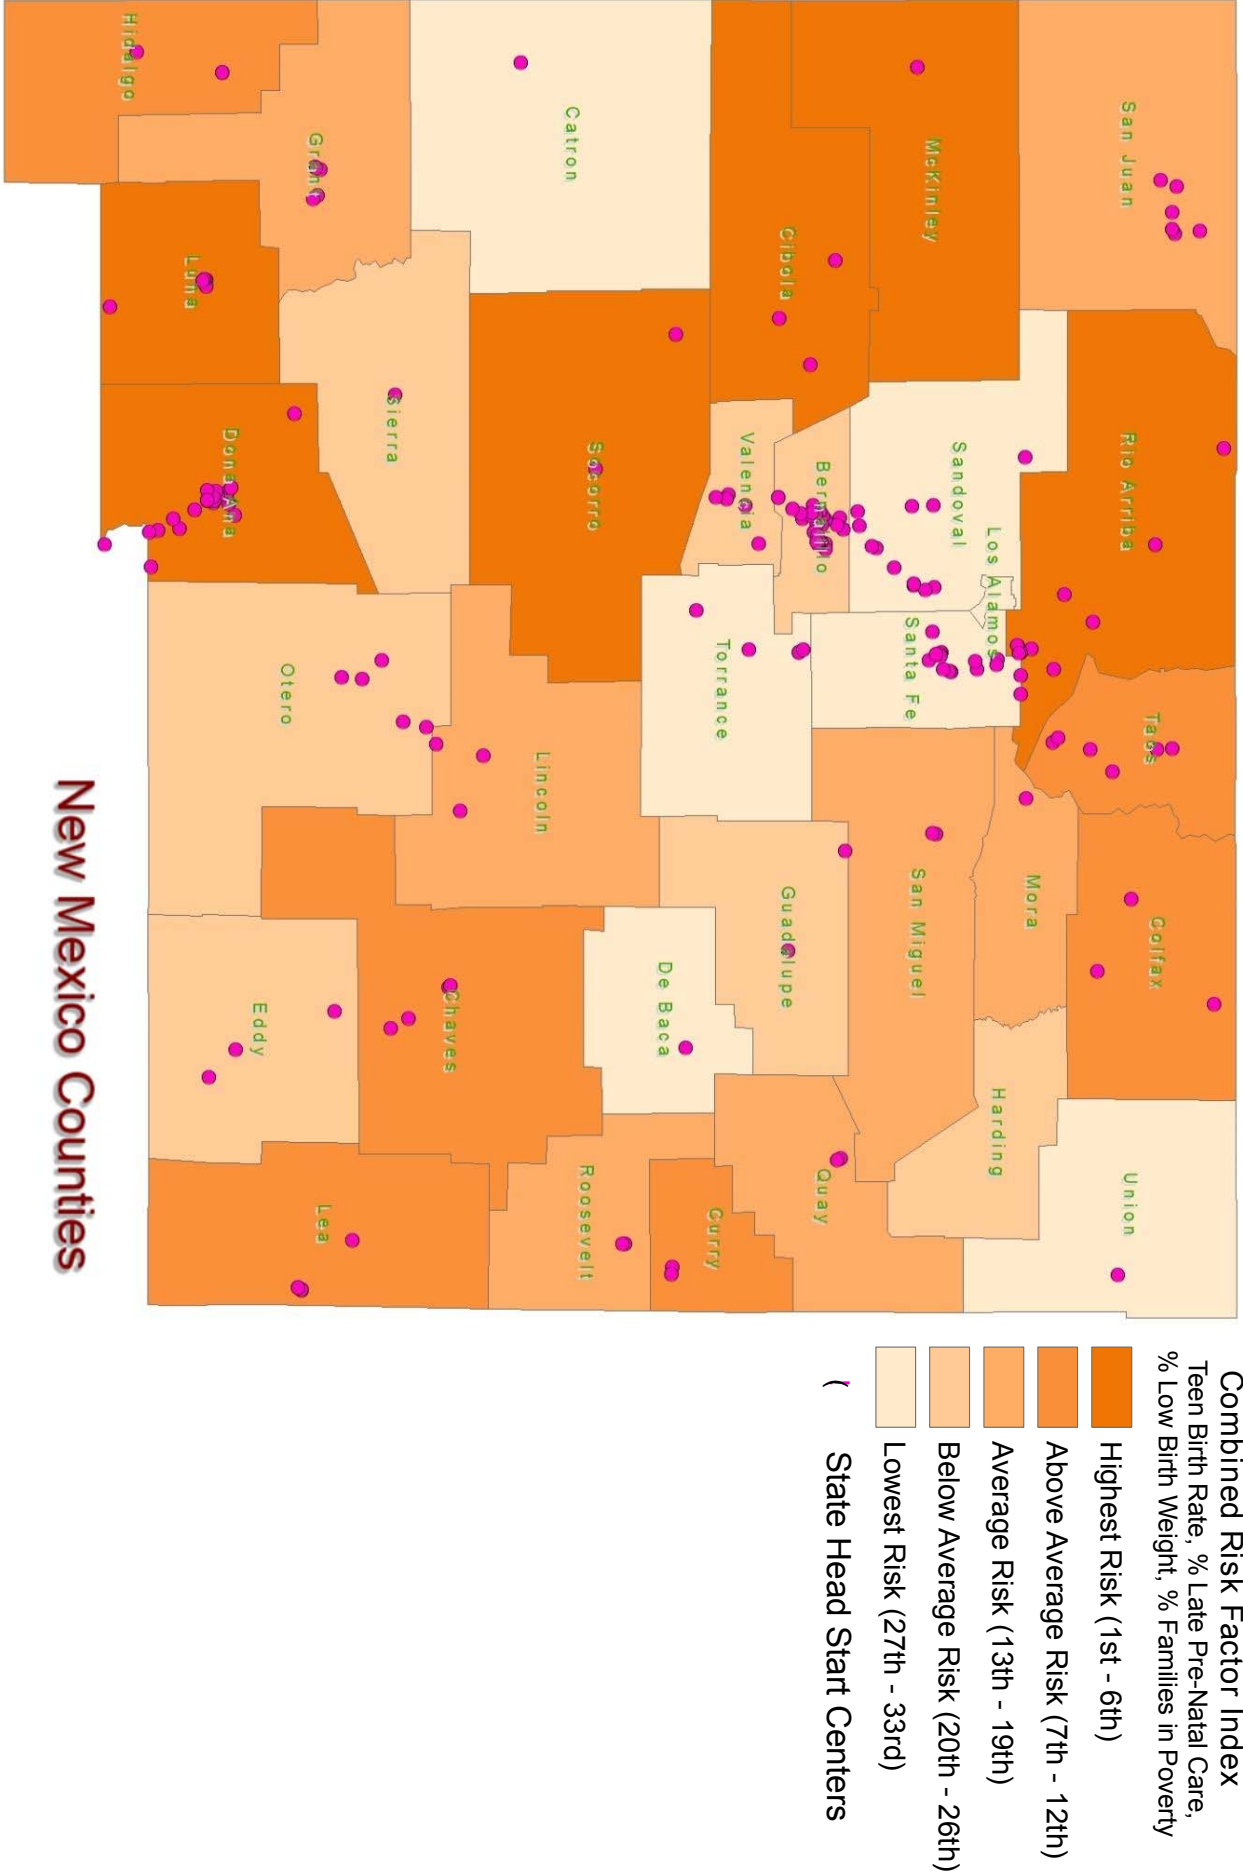 Combined Risk Factor Index
Teen Birth Rate, % Late Pre-Natal Care,
% Low Birth Weight, % Families in Poverty
Highest Risk (1st - 6th)
Above Average Risk (7th - 12th)
Average Risk (13th - 19th)
Below Average Risk (20th - 26th)
Lowest Risk (27th - 33rd)
( State Head Start Centers
San Juan
Rio Arriba
Taos
Colfax
Union
McKinley
Sandoval
Los Alamos
Mora
Harding
Santa Fe
San Miguel
Cibola
Bernalillo
Guadalupe
Quay
Valencia
Torrance
Curry
Catron
Socorro
De Baca
Roosevelt
Lincoln
Sierra
Chaves
Grant
Otero
Lea
Luna
Dona Ana
Eddy
Hidalgo
New Mexico Counties